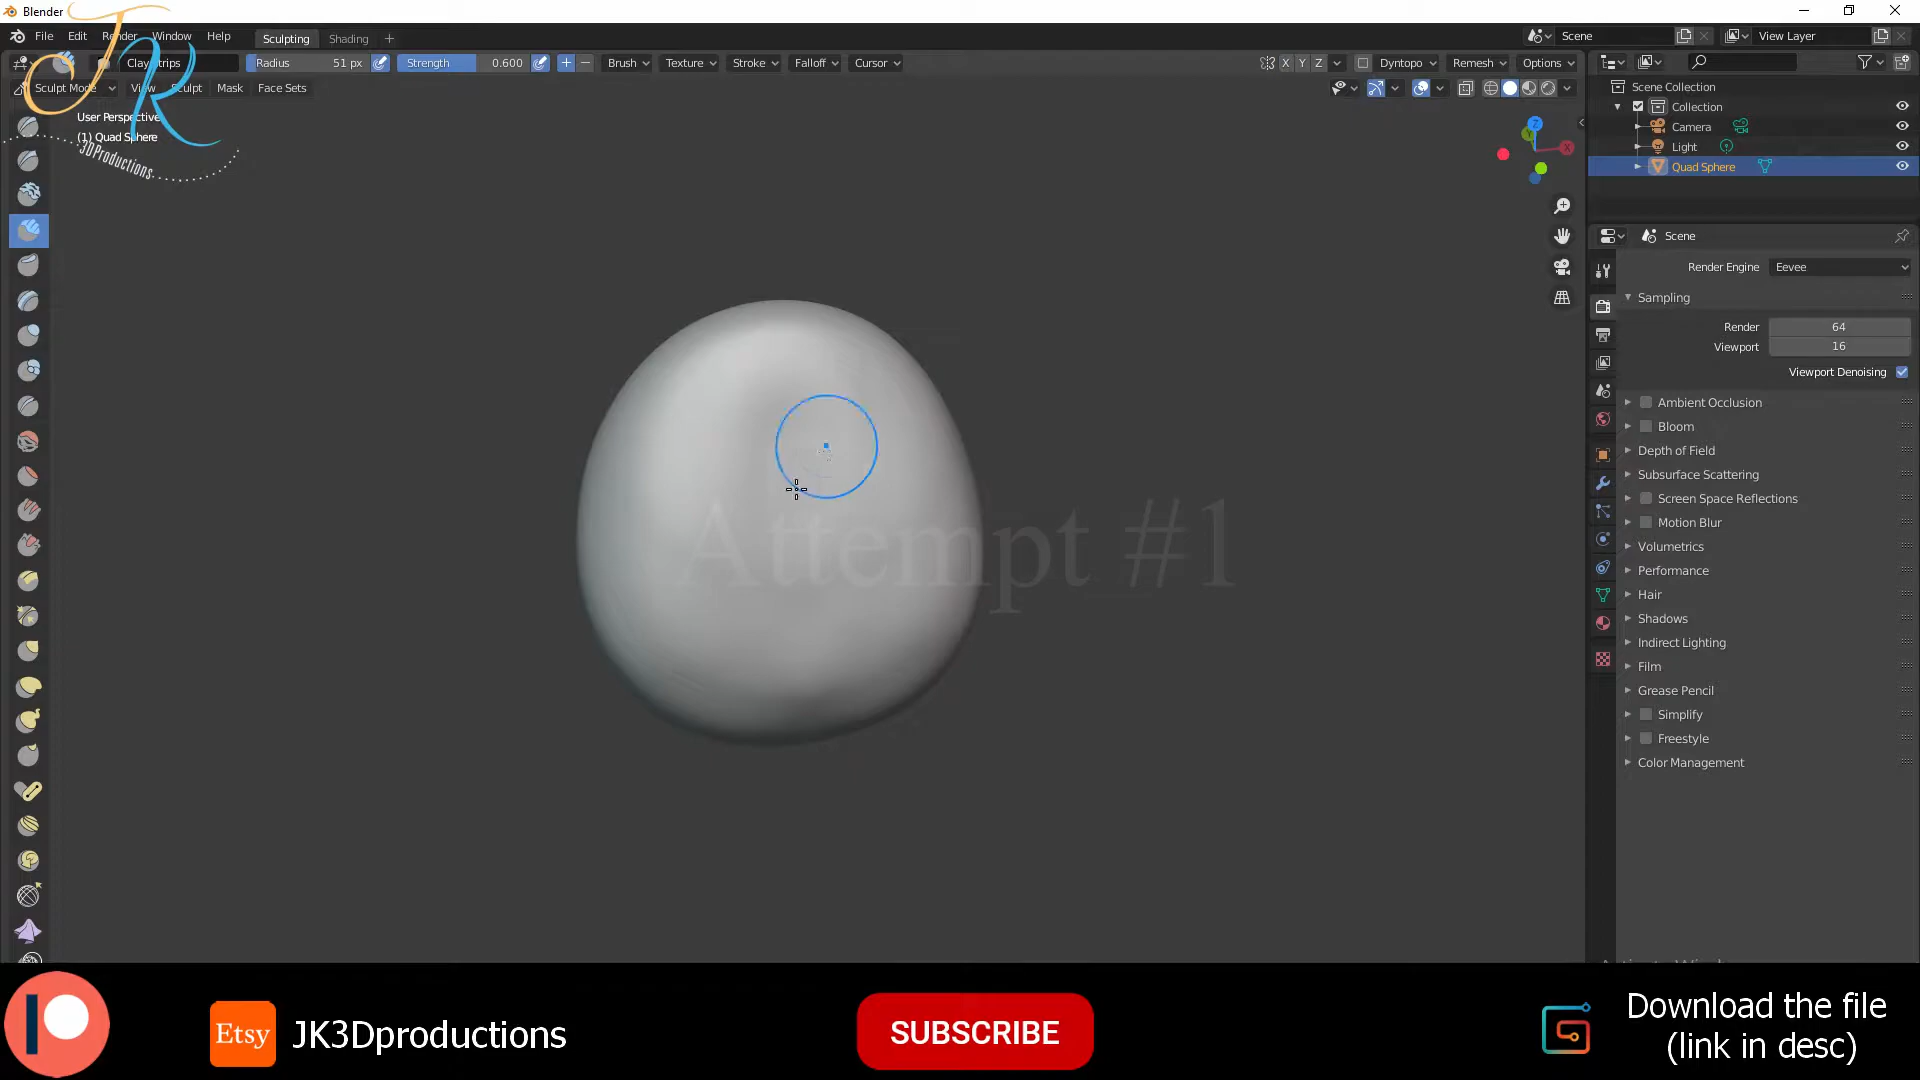 Blender
File Edit Render Window Help Sculpting Shading + Scene View Layer
Clay Strips Radius 51 px Strength 0.600 + − Brush Texture Stroke Falloff Cursor X Y Z Dyntopo Remesh Options
Sculpt Mode View Sculpt Mask Face Sets
User Perspective
(1) Quad Sphere
JR
3DProductions
Z
X
Scene Collection
Collection
Camera
Light
Quad Sphere
Scene
Render Engine Eevee
Sampling
Render 64
Viewport 16
Viewport Denoising
Ambient Occlusion
Bloom
Depth of Field
Subsurface Scattering
Screen Space Reflections
Motion Blur
Volumetrics
Performance
Hair
Shadows
Indirect Lighting
Film
Grease Pencil
Simplify
Freestyle
Color Management
Attempt #1
Etsy JK3Dproductions
SUBSCRIBE
Download the file
(link in desc)